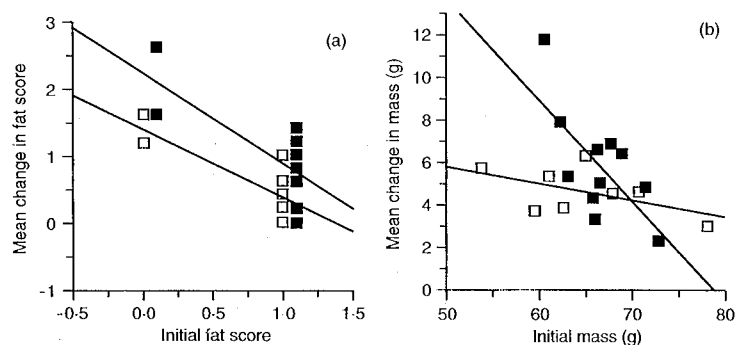 (a)
Mean change in fat score
3
2
1
0
-1
-0.5 0.0 0.5 1.0 1.5
Initial fat score
(b)
Mean change in mass (g)
12
10
8
6
4
2
0
50 60 70 80
Initial mass (g)